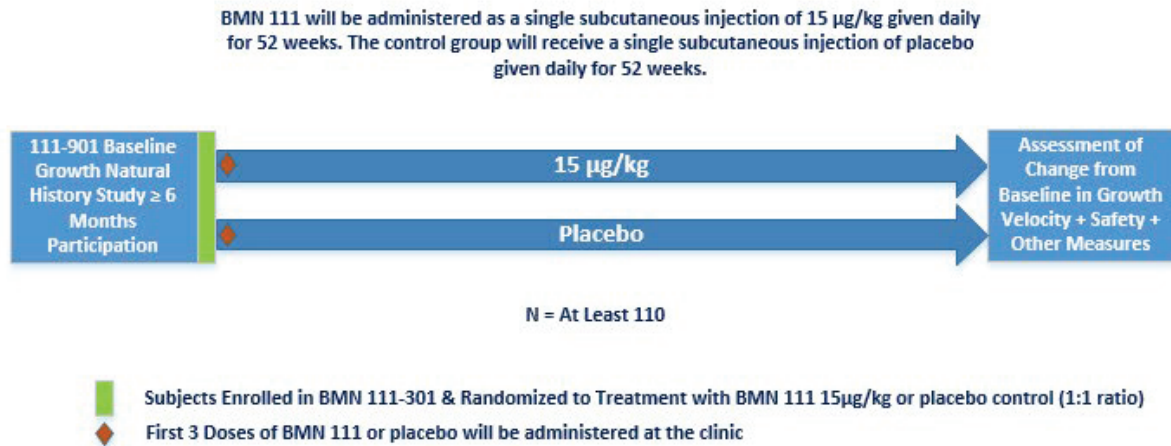 BMN 111 will be administered as a single subcutaneous injection of 15 µg/kg given daily
for 52 weeks. The control group will receive a single subcutaneous injection of placebo
given daily for 52 weeks.
111-901 Baseline
Growth Natural
History Study ≥ 6
Months
Participation
15 µg/kg
Placebo
Assessment of
Change from
Baseline in Growth
Velocity + Safety +
Other Measures
N = At Least 110
Subjects Enrolled in BMN 111-301 & Randomized to Treatment with BMN 111 15µg/kg or placebo control (1:1 ratio)
First 3 Doses of BMN 111 or placebo will be administered at the clinic